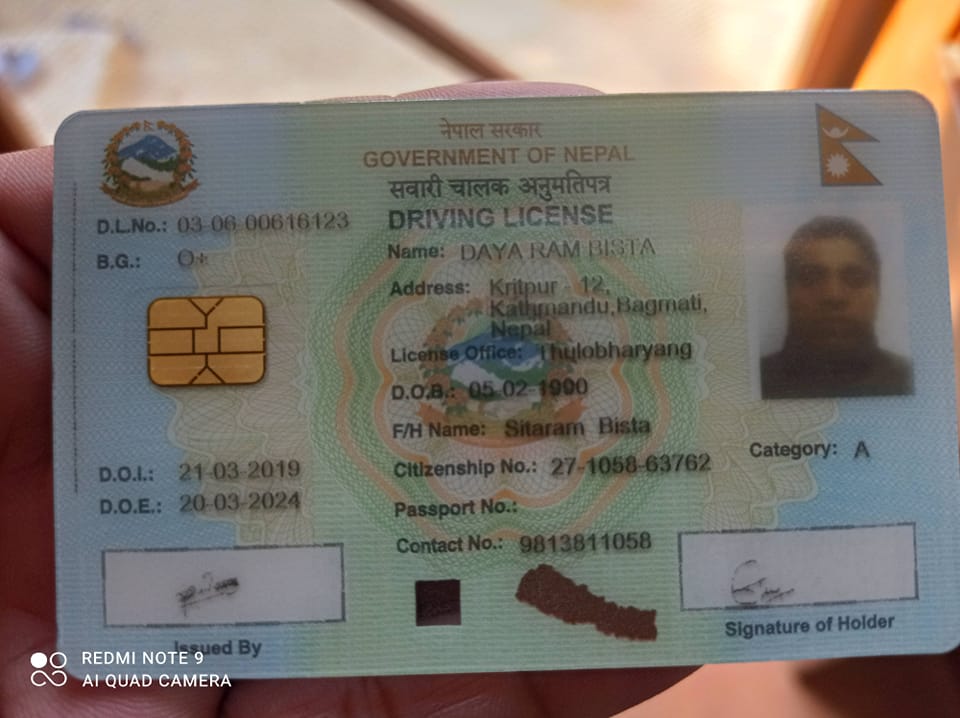 नेपाल सरकार
GOVERNMENT OF NEPAL
सवारी चालक अनुमतिपत्र
DRIVING LICENSE
D.L.No.: 03-06-00616123
B.G.: O+
Name: DAYA RAM BISTA
Address: Kritpur - 12,
Kathmandu,Bagmati,
Nepal
License Office: Thulobharyang
D.O.B.: 05-02-1900
F/H Name: Sitaram Bista
D.O.I.: 21-03-2019
Citizenship No.: 27-1058-63762
Category: A
D.O.E.: 20-03-2024
Passport No.:
Contact No.: 9813811058
Issued By
Signature of Holder
REDMI NOTE 9
AI QUAD CAMERA